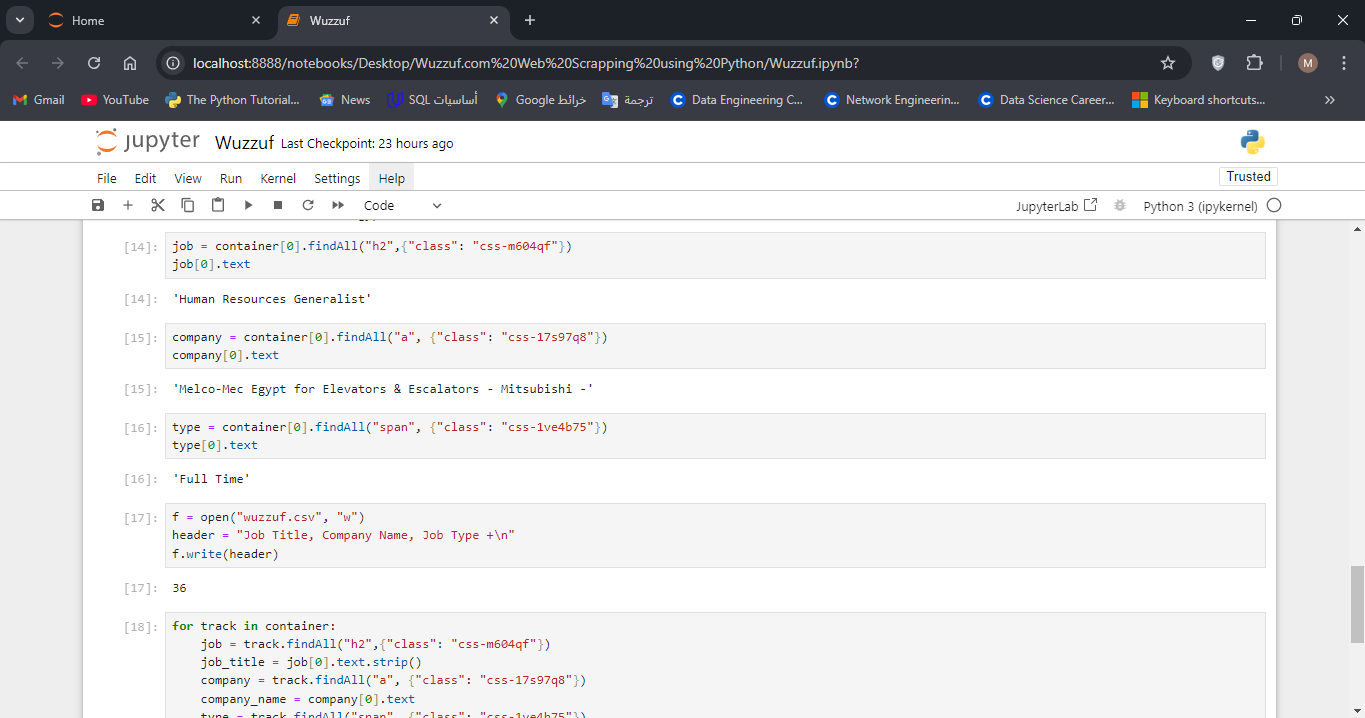 Home
Wuzzuf
localhost:8888/notebooks/Desktop/Wuzzuf.com%20Web%20Scrapping%20using%20Python/Wuzzuf.ipynb?
M
Gmail YouTube The Python Tutorial... News SQL أساسيات Google خرائط ترجمة Data Engineering C... Network Engineerin... Data Science Career... Keyboard shortcuts...
jupyter Wuzzuf Last Checkpoint: 23 hours ago
File Edit View Run Kernel Settings Help Trusted
Code JupyterLab Python 3 (ipykernel)
[14]: job = container[0].findAll("h2",{"class": "css-m604qf"})
job[0].text
[14]: 'Human Resources Generalist'
[15]: company = container[0].findAll("a", {"class": "css-17s97q8"})
company[0].text
[15]: 'Melco-Mec Egypt for Elevators & Escalators - Mitsubishi -'
[16]: type = container[0].findAll("span", {"class": "css-1ve4b75"})
type[0].text
[16]: 'Full Time'
[17]: f = open("wuzzuf.csv", "w")
header = "Job Title, Company Name, Job Type +\n"
f.write(header)
[17]: 36
[18]: for track in container:
job = track.findAll("h2",{"class": "css-m604qf"})
job_title = job[0].text.strip()
company = track.findAll("a", {"class": "css-17s97q8"})
company_name = company[0].text
type = track.findAll("span", {"class": "css-1ve4b75"})